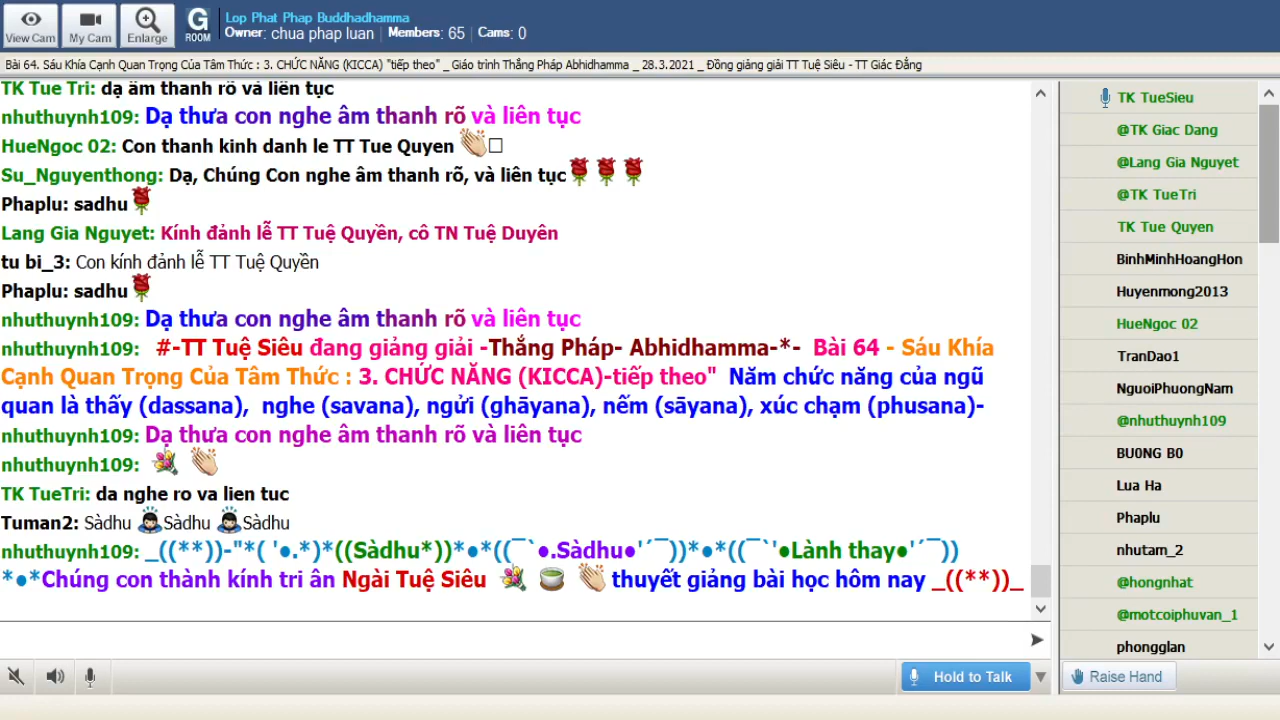 View Cam
My Cam
Enlarge
G
ROOM
Lop Phat Phap Buddhadhamma
Owner: chua phap luan | Members: 65 | Cams: 0
Bài 64. Sáu Khía Cạnh Quan Trọng Của Tâm Thức : 3. CHỨC NĂNG (KICCA) "tiếp theo" _ Giáo trình Thắng Pháp Abhidhamma _ 28.3.2021 _ Đồng giảng giải TT Tuệ Siêu - TT Giác Đẳng
TK Tue Tri: dạ âm thanh rõ và liên tục
nhuthuynh109: Dạ thưa con nghe âm thanh rõ và liên tục
HueNgoc 02: Con thanh kinh danh le TT Tue Quyen 👏□
Su_Nguyenthong: Dạ, Chúng Con nghe âm thanh rõ, và liên tục🌹🌹🌹
Phaplu: sadhu🌹
Lang Gia Nguyet: Kính đảnh lễ TT Tuệ Quyền, cô TN Tuệ Duyên
tu bi_3: Con kính đảnh lễ TT Tuệ Quyền
Phaplu: sadhu🌹
nhuthuynh109: Dạ thưa con nghe âm thanh rõ và liên tục
nhuthuynh109: #-TT Tuệ Siêu đang giảng giải -Thắng Pháp- Abhidhamma-*- Bài 64 - Sáu Khía
Cạnh Quan Trọng Của Tâm Thức : 3. CHỨC NĂNG (KICCA)-tiếp theo" Năm chức năng của ngũ
quan là thấy (dassana), nghe (savana), ngửi (ghāyana), nếm (sāyana), xúc chạm (phusana)-
nhuthuynh109: Dạ thưa con nghe âm thanh rõ và liên tục
nhuthuynh109: 💐 👏
TK TueTri: da nghe ro va lien tuc
Tuman2: Sàdhu 🙇Sàdhu 🙇Sàdhu
nhuthuynh109: _((**))-"*( '●.*)*((Sàdhu*))*●*((¯`●.Sàdhu●'´¯))*●*((¯`'●Lành thay●'´¯))
*●*Chúng con thành kính tri ân Ngài Tuệ Siêu 💐 🍵 👏 thuyết giảng bài học hôm nay _((**))_
TK TueSieu
@TK Giac Dang
@Lang Gia Nguyet
@TK TueTri
TK Tue Quyen
BinhMinhHoangHon
Huyenmong2013
HueNgoc 02
TranDao1
NguoiPhuongNam
@nhuthuynh109
BU0NG B0
Lua Ha
Phaplu
nhutam_2
@hongnhat
@motcoiphuvan_1
phongglan
Hold to Talk
Raise Hand